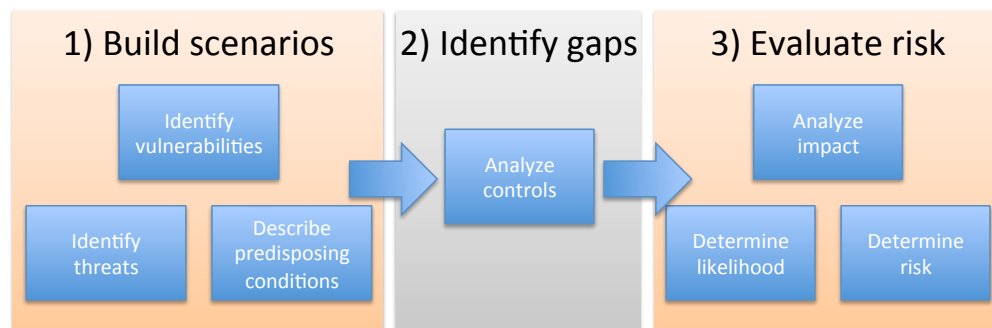 1) Build scenarios
Identify
vulnerabilities
Identify
threats
Describe
predisposing
conditions
2) Identify gaps
Analyze
controls
3) Evaluate risk
Analyze
impact
Determine
likelihood
Determine
risk